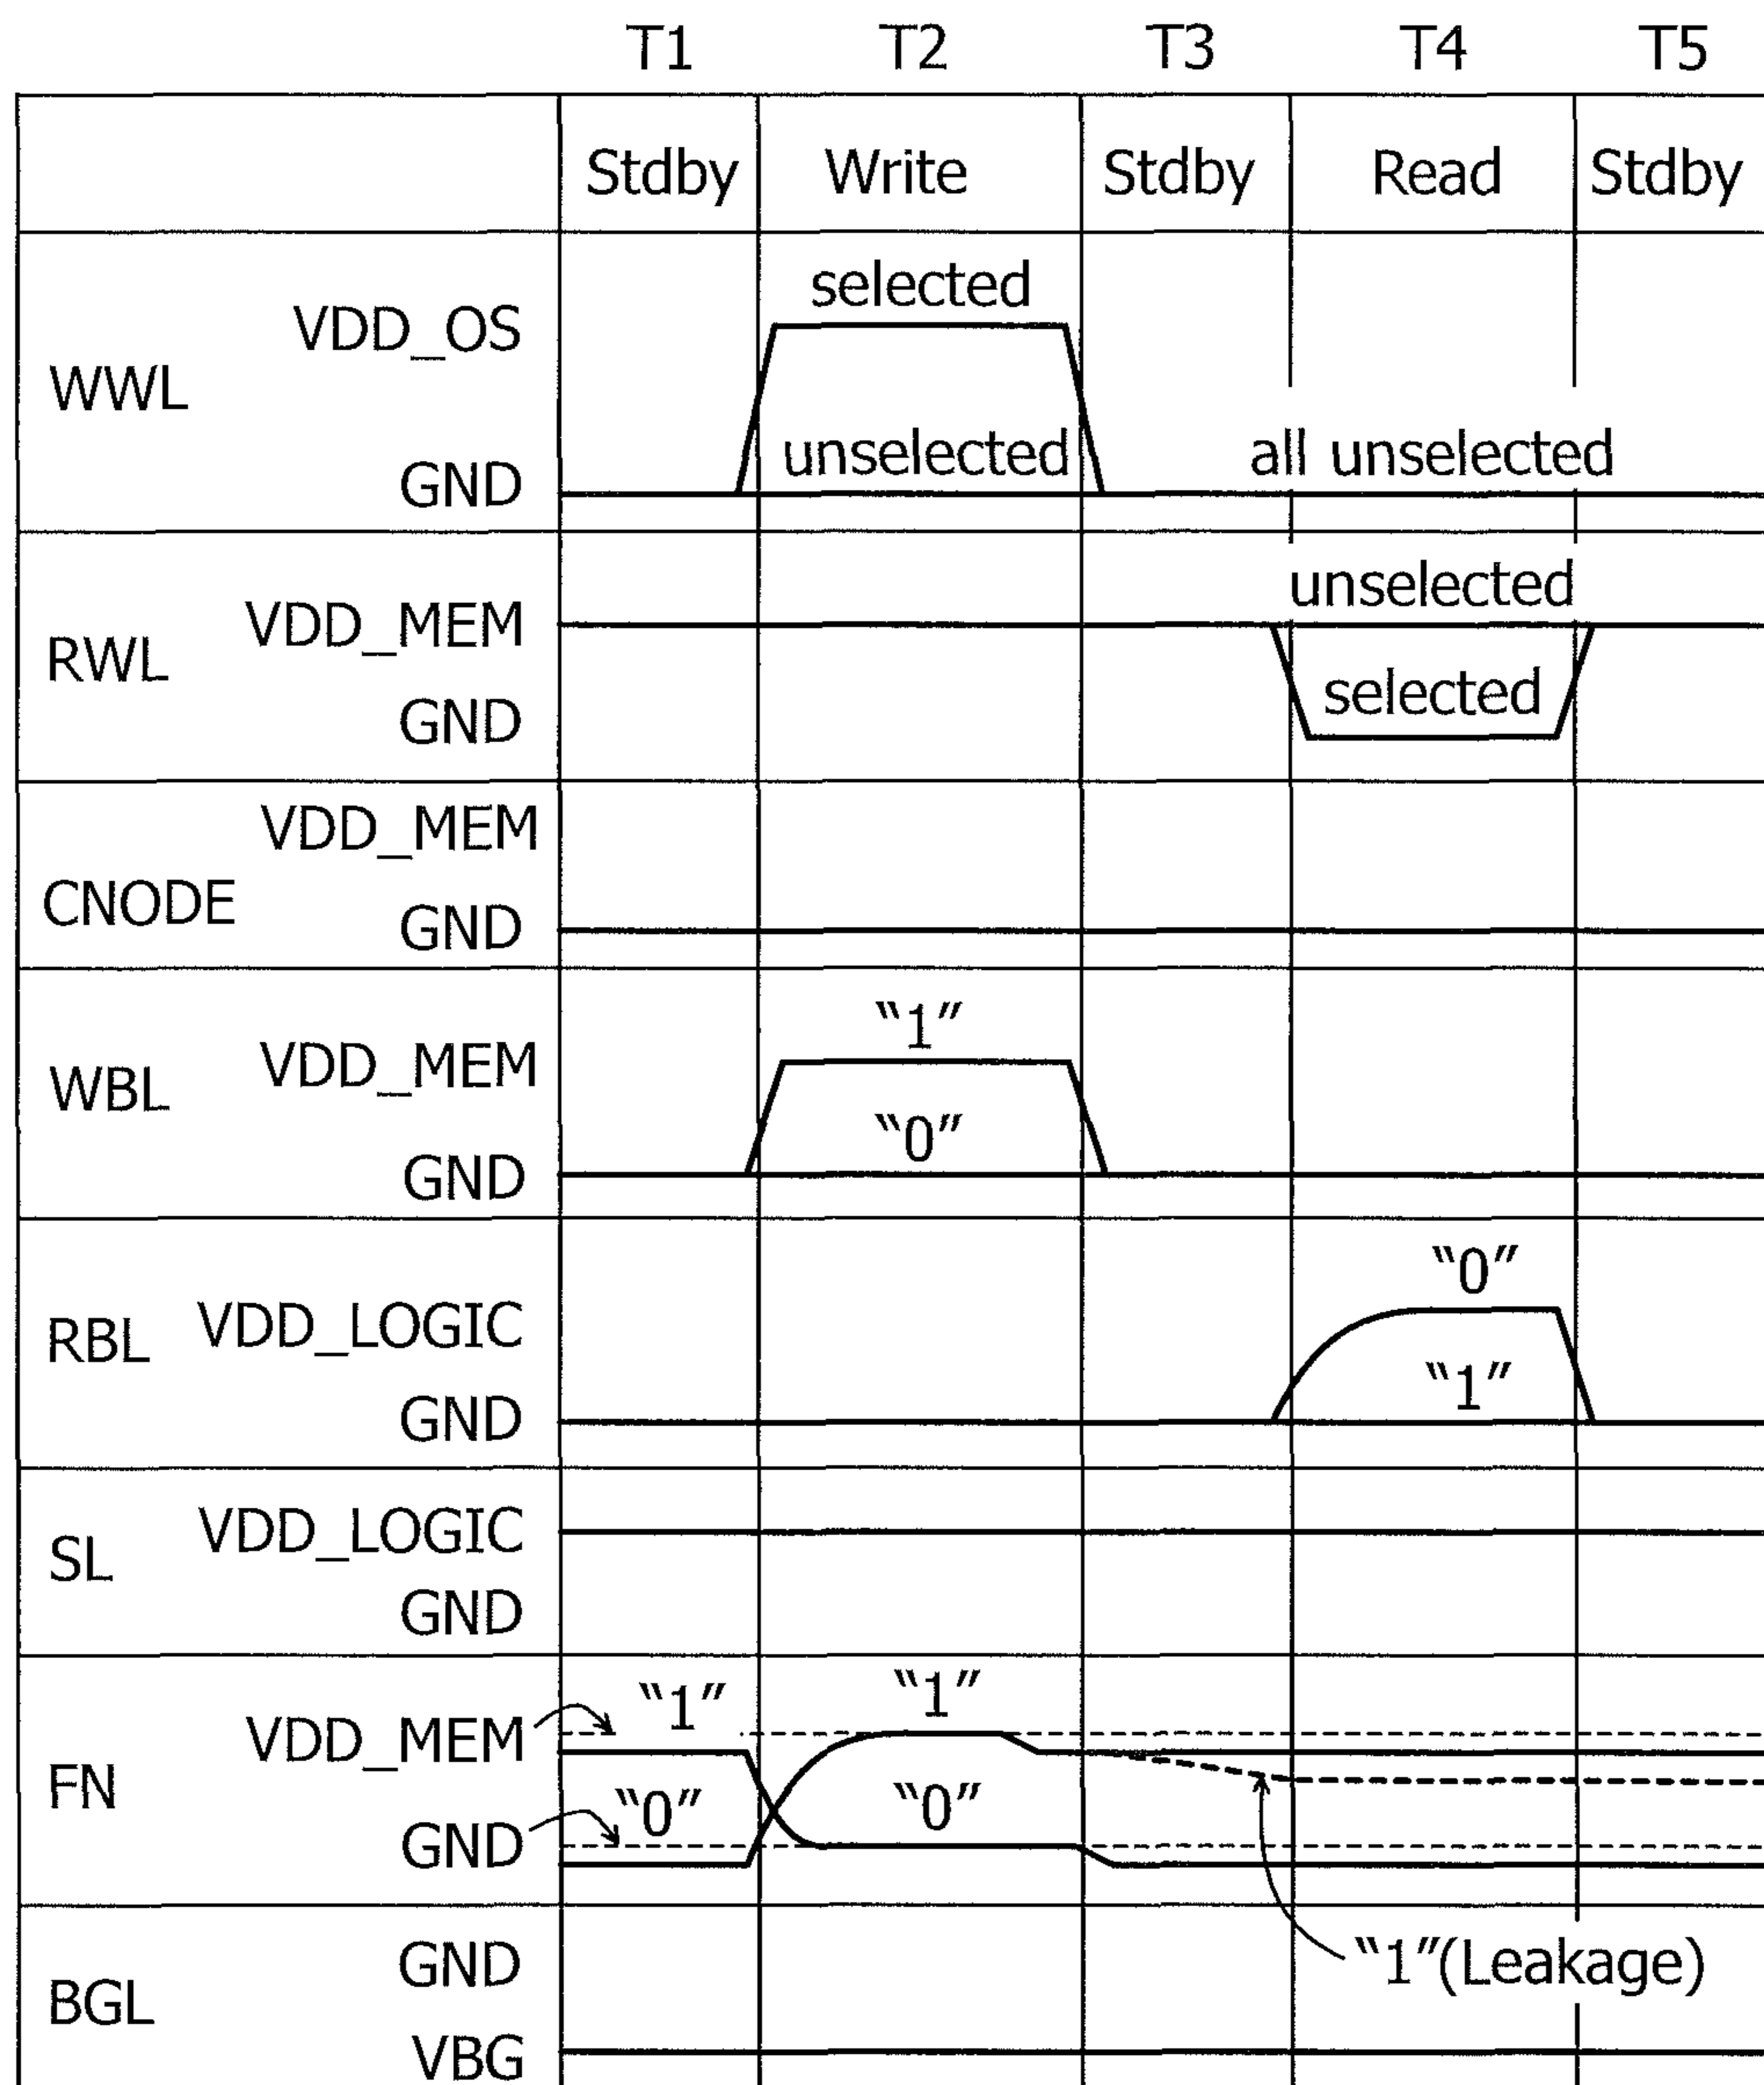 T1 T2 T3 T4 T5
Stdby Write Stdby Read Stdby
selected
VDD_OS
WWL
unselected all unselected
GND
unselected
VDD_MEM
RWL
selected
GND
VDD_MEM
CNODE
GND
“1”
VDD_MEM
WBL
“0”
GND
“0”
VDD_LOGIC
RBL
“1”
GND
VDD_LOGIC
SL
GND
“1” “1”
VDD_MEM
FN
“0” “0”
GND
“1”(Leakage)
GND
BGL
VBG